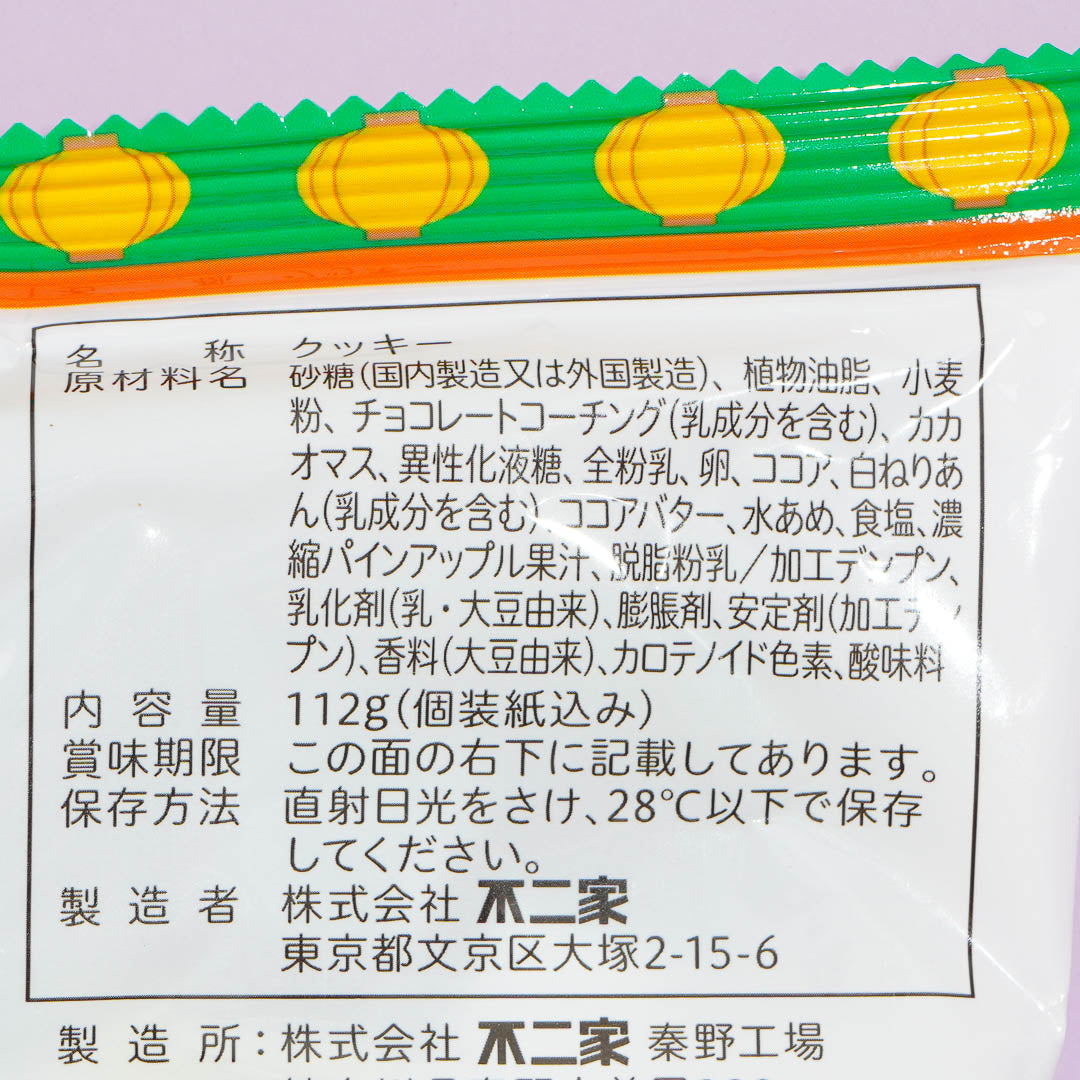 名称 クッキー
原材料名 砂糖(国内製造又は外国製造)、植物油脂、小麦
粉、チョコレートコーチング(乳成分を含む)、カカ
オマス、異性化液糖、全粉乳、卵、ココア、白ねりあ
ん(乳成分を含む)、ココアバター、水あめ、食塩、濃
縮パインアップル果汁、脱脂粉乳/加工デンプン、
乳化剤(乳・大豆由来)、膨脹剤、安定剤(加工デン
プン)、香料(大豆由来)、カロテノイド色素、酸味料
内容量 112g(個装紙込み)
賞味期限 この面の右下に記載してあります。
保存方法 直射日光をさけ、28℃以下で保存
してください。
製造者 株式会社 不二家
東京都文京区大塚2-15-6
製造所:株式会社 不二家 秦野工場